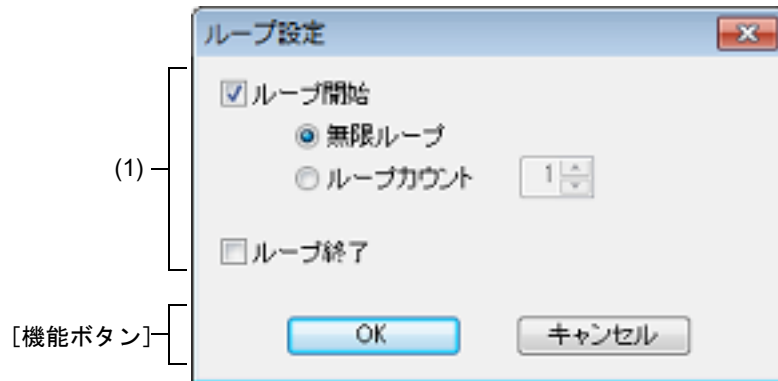 ループ設定
ループ開始
無限ループ
(1)
ループカウント 1
ループ終了
[機能ボタン]
OK キャンセル